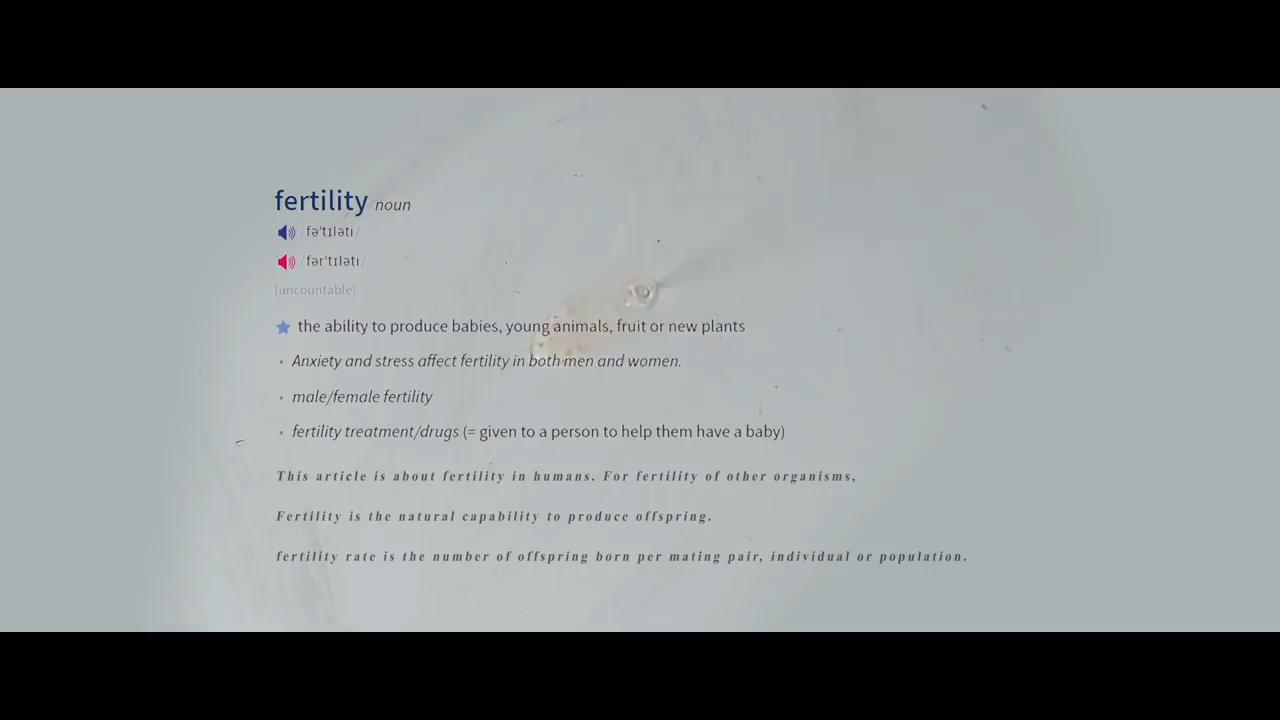 fertility noun
/fəˈtɪləti/
/fərˈtɪləti/
[uncountable]
the ability to produce babies, young animals, fruit or new plants
• Anxiety and stress affect fertility in both men and women.
• male/female fertility
• fertility treatment/drugs (= given to a person to help them have a baby)
This article is about fertility in humans. For fertility of other organisms,
Fertility is the natural capability to produce offspring.
fertility rate is the number of offspring born per mating pair, individual or population.